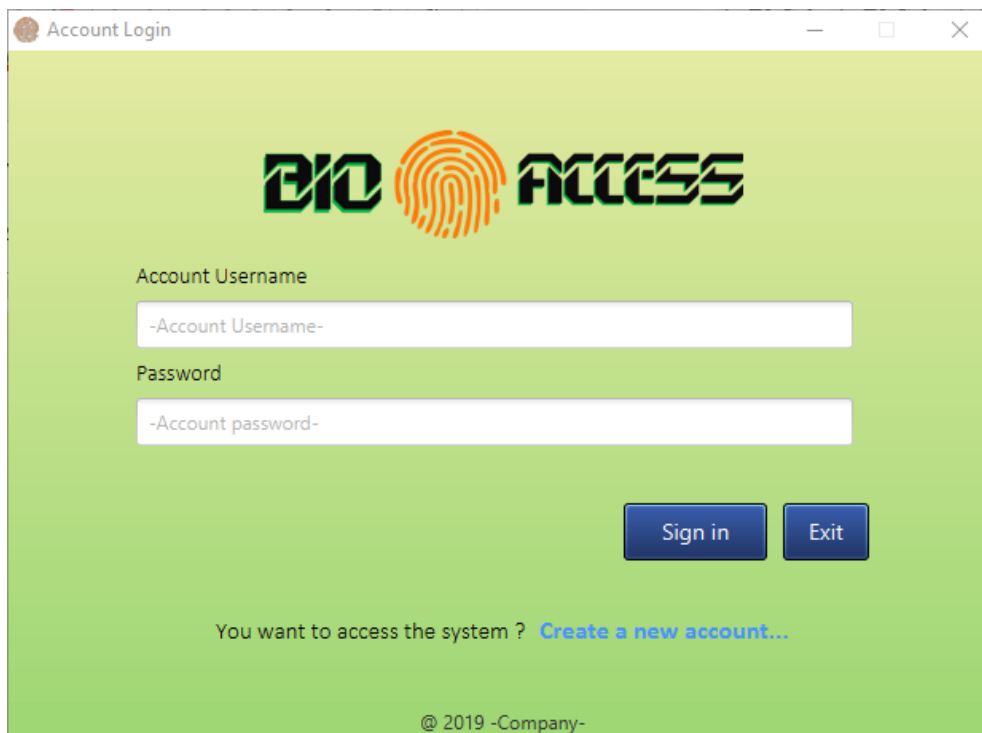 Account Login
BIO ACCESS
Account Username
-Account Username-
Password
-Account password-
Sign in Exit
You want to access the system ? Create a new account...
@ 2019 -Company-